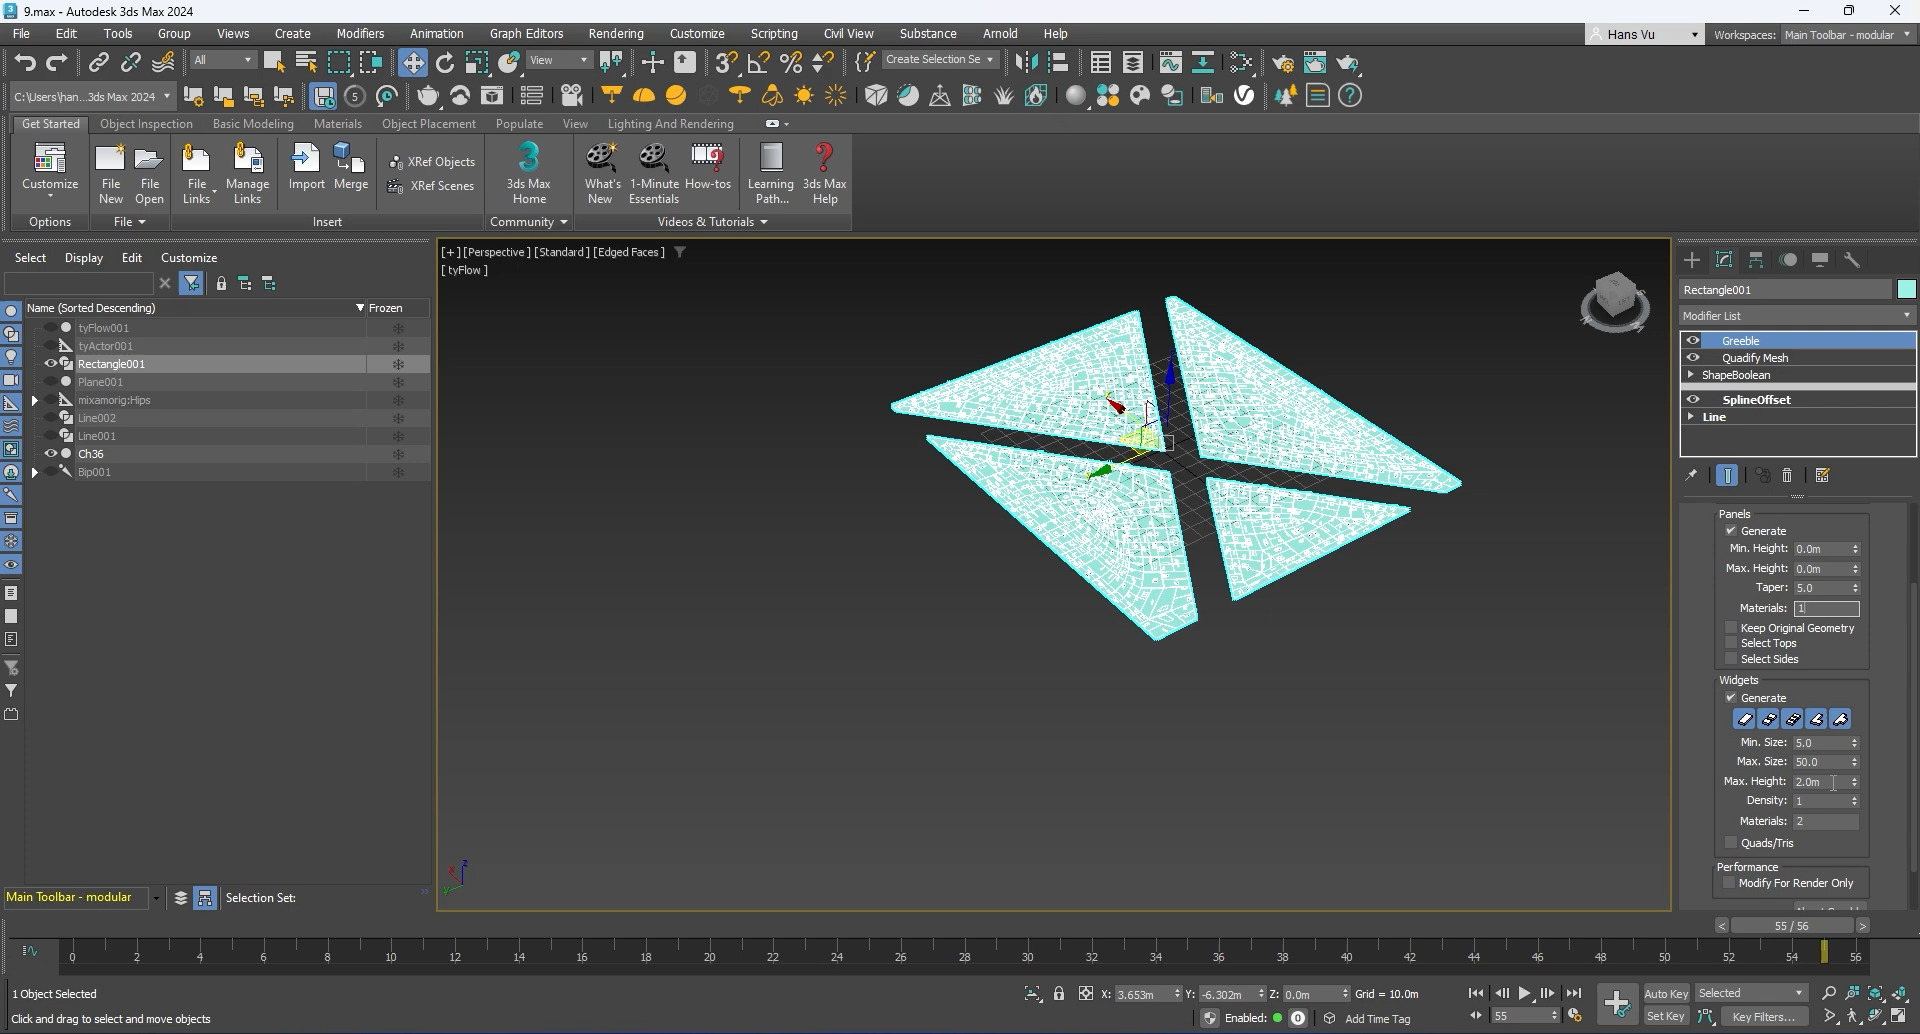 9.max - Autodesk 3ds Max 2024
File Edit Tools Group Views Create Modifiers Animation Graph Editors Rendering Customize Scripting Civil View Substance Arnold Help
Hans Vu Workspaces: Main Toolbar - modular
All View Create Selection Se
C:\Users\han...3ds Max 2024
Get Started Object Inspection Basic Modeling Materials Object Placement Populate View Lighting And Rendering
Customize
File New
File Open
File Links
Manage Links
Import Merge
XRef Objects
XRef Scenes
3ds Max Home
What's New
1-Minute Essentials
How-tos
Learning Path...
3ds Max Help
Options File Insert Community Videos & Tutorials
Select Display Edit Customize
Name (Sorted Descending) Frozen
tyFlow001
tyActor001
Rectangle001
Plane001
mixamorig:Hips
Line002
Line001
Ch36
Bip001
[+] [Perspective] [Standard] [Edged Faces]
[tyFlow]
Rectangle001
Modifier List
Greeble
Quadify Mesh
ShapeBoolean
SplineOffset
Line
Panels
Generate
Min. Height: 0.0m
Max. Height: 0.0m
Taper: 5.0
Materials: 1
Keep Original Geometry
Select Tops
Select Sides
Widgets
Generate
Min. Size: 5.0
Max. Size: 50.0
Max. Height: 2.0m
Density: 1
Materials: 2
Quads/Tris
Performance
Modify For Render Only
Main Toolbar - modular Selection Set:
< 55 / 56 >
0 2 4 6 8 10 12 14 16 18 20 22 24 26 28 30 32 34 36 38 40 42 44 46 48 50 52 54 56
1 Object Selected
Click and drag to select and move objects
X: 3.653m Y: -6.302m Z: 0.0m Grid = 10.0m
Enabled: 0 Add Time Tag
55
Auto Key Selected
Set Key Key Filters...